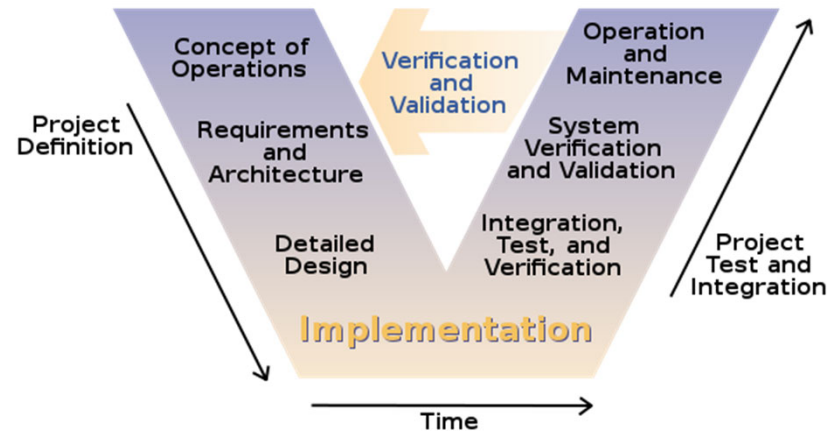 Concept of
Operations
Verification
and
Validation
Operation
and
Maintenance
Project
Definition
Requirements
and
Architecture
System
Verification
and Validation
Detailed
Design
Integration,
Test, and
Verification
Project
Test and
Integration
Implementation
Time